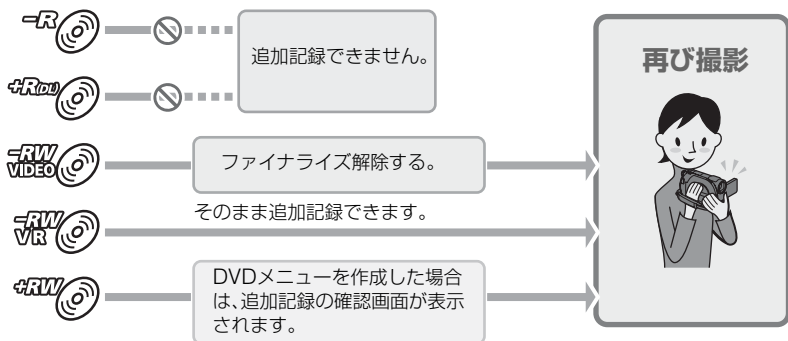 -R
追加記録できません。
+R(DL)
再び撮影
-RW
VIDEO
ファイナライズ解除する。
そのまま追加記録できます。
-RW
VR
+RW
DVDメニューを作成した場合
は、追加記録の確認画面が表示
されます。